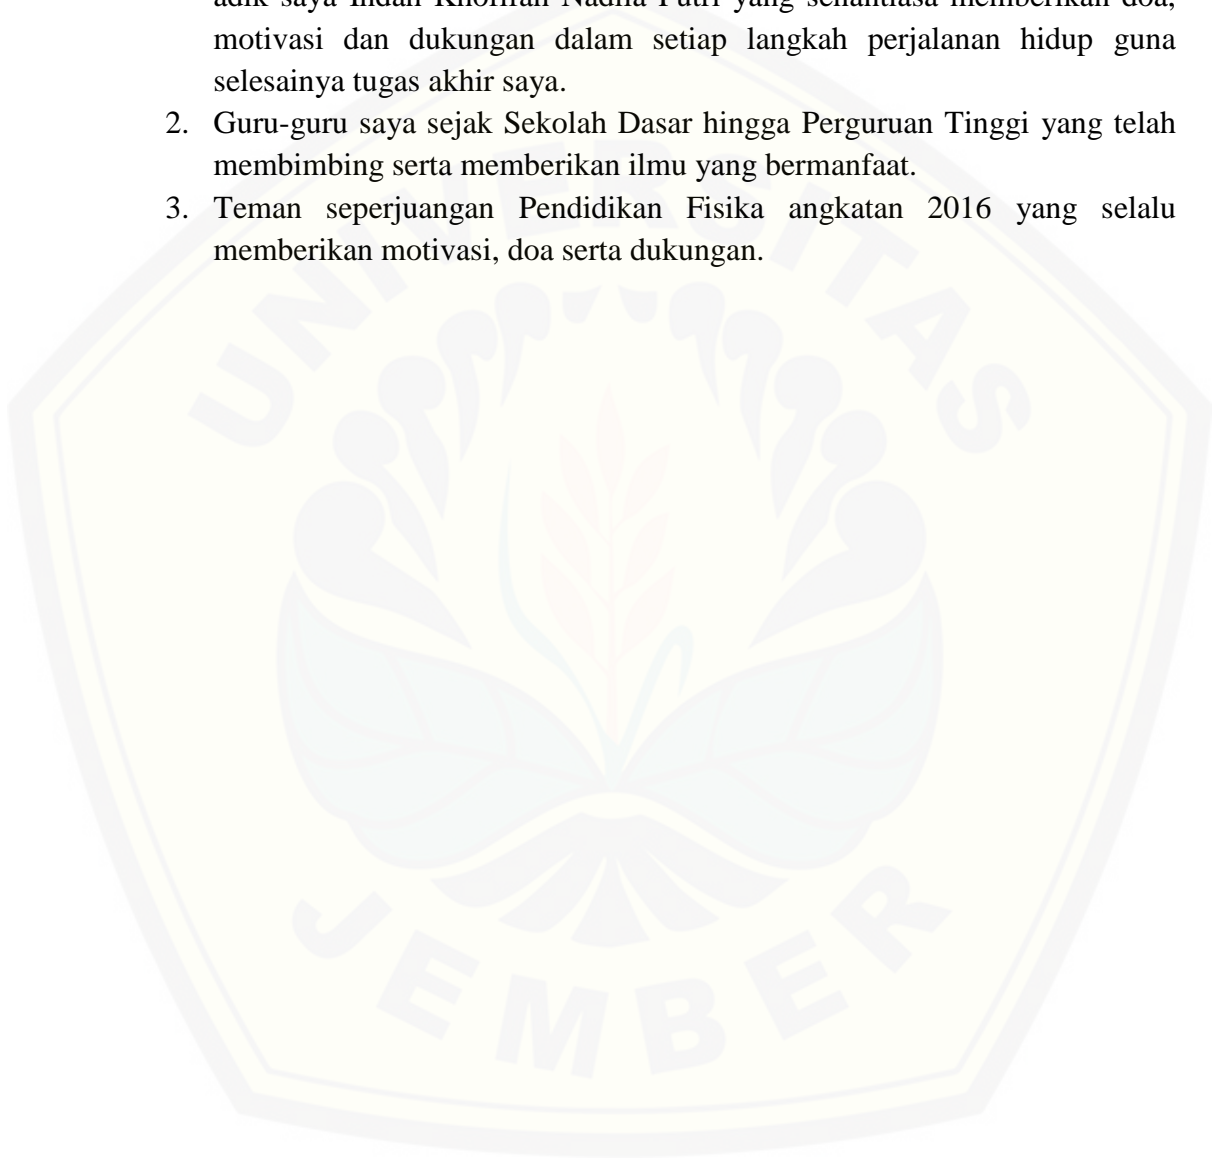 adik saya Indah Khorifah Nadila Putri yang senantiasa memberikan doa,
motivasi dan dukungan dalam setiap langkah perjalanan hidup guna
selesainya tugas akhir saya.
2. Guru-guru saya sejak Sekolah Dasar hingga Perguruan Tinggi yang telah
membimbing serta memberikan ilmu yang bermanfaat.
3. Teman seperjuangan Pendidikan Fisika angkatan 2016 yang selalu
memberikan motivasi, doa serta dukungan.
UNIVERSITAS
JEMBER